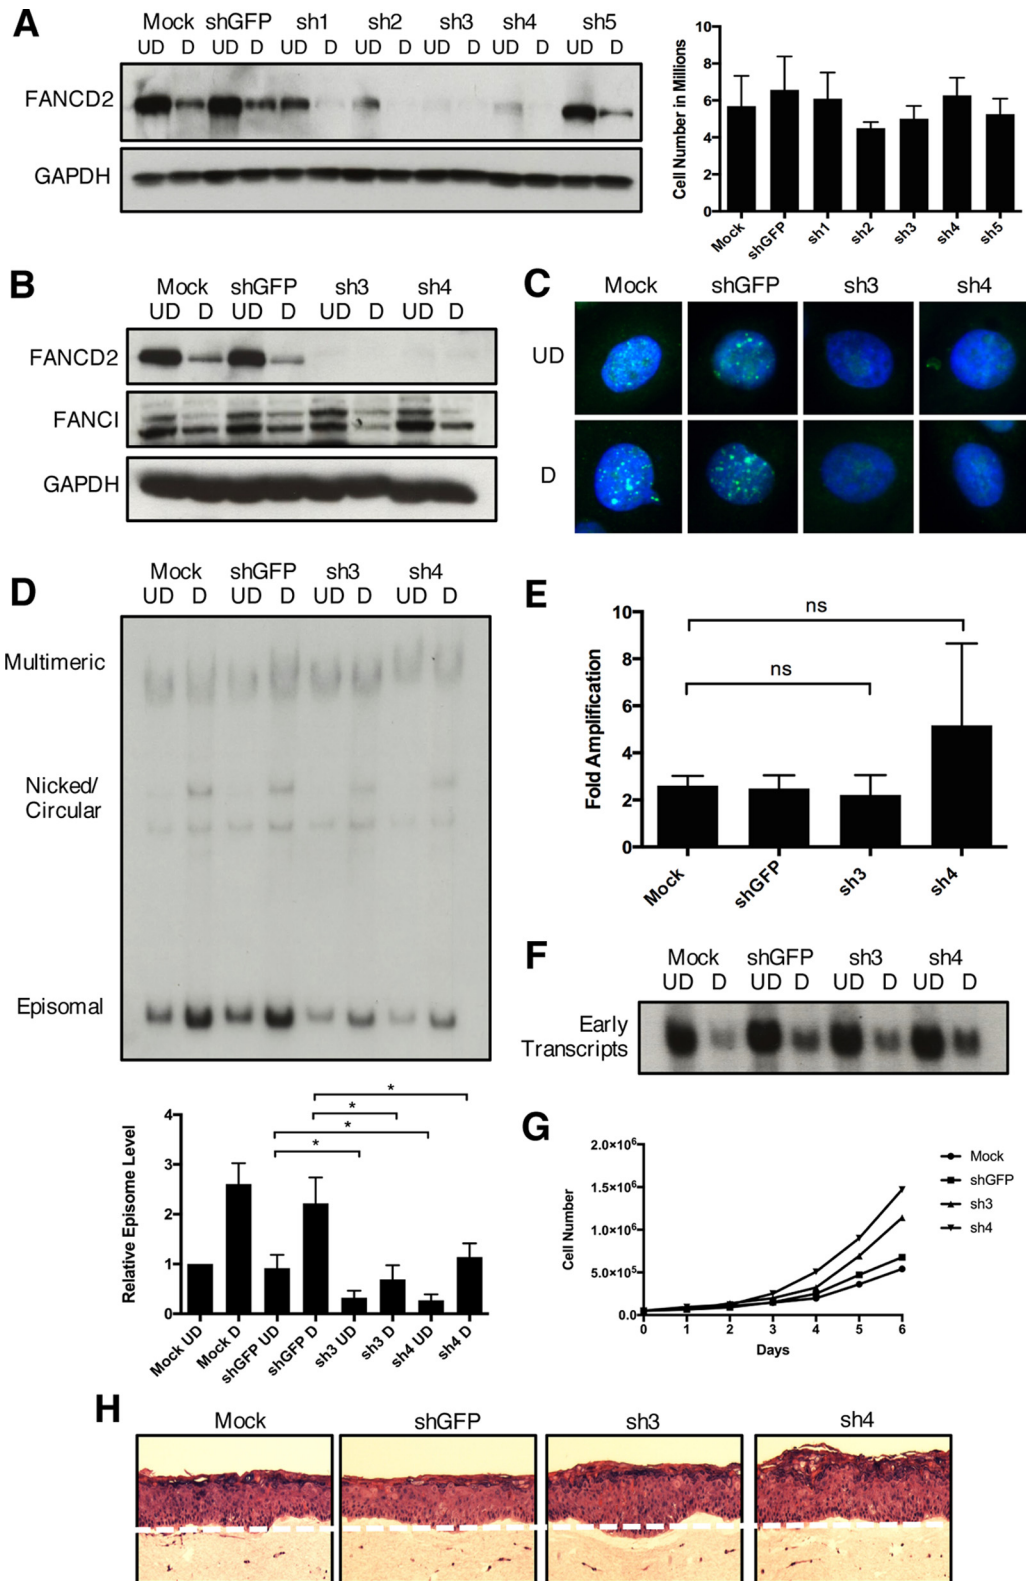 A
Mock shGFP sh1 sh2 sh3 sh4 sh5
UD D UD D UD D UD D UD D UD D UD D
FANCD2
GAPDH
Cell Number in Millions
10
8
6
4
2
0
Mock shGFP sh1 sh2 sh3 sh4 sh5
B
Mock shGFP sh3 sh4
UD D UD D UD D UD D
FANCD2
FANCI
GAPDH
C
Mock shGFP sh3 sh4
UD
D
D
Mock shGFP sh3 sh4
UD D UD D UD D UD D
Multimeric
Nicked/
Circular
Episomal
Relative Episome Level
4
3
2
1
0
* 
*
*
*
Mock UD Mock D shGFP UD shGFP D sh3 UD sh3 D sh4 UD sh4 D
E
Fold Amplification
10
8
6
4
2
0
ns
ns
Mock shGFP sh3 sh4
F
Mock shGFP sh3 sh4
UD D UD D UD D UD D
Early
Transcripts
G
Cell Number
2.0×10⁶
1.5×10⁶
1.0×10⁶
5.0×10⁵
0.0
0 1 2 3 4 5 6
Days
Mock
shGFP
sh3
sh4
H
Mock shGFP sh3 sh4